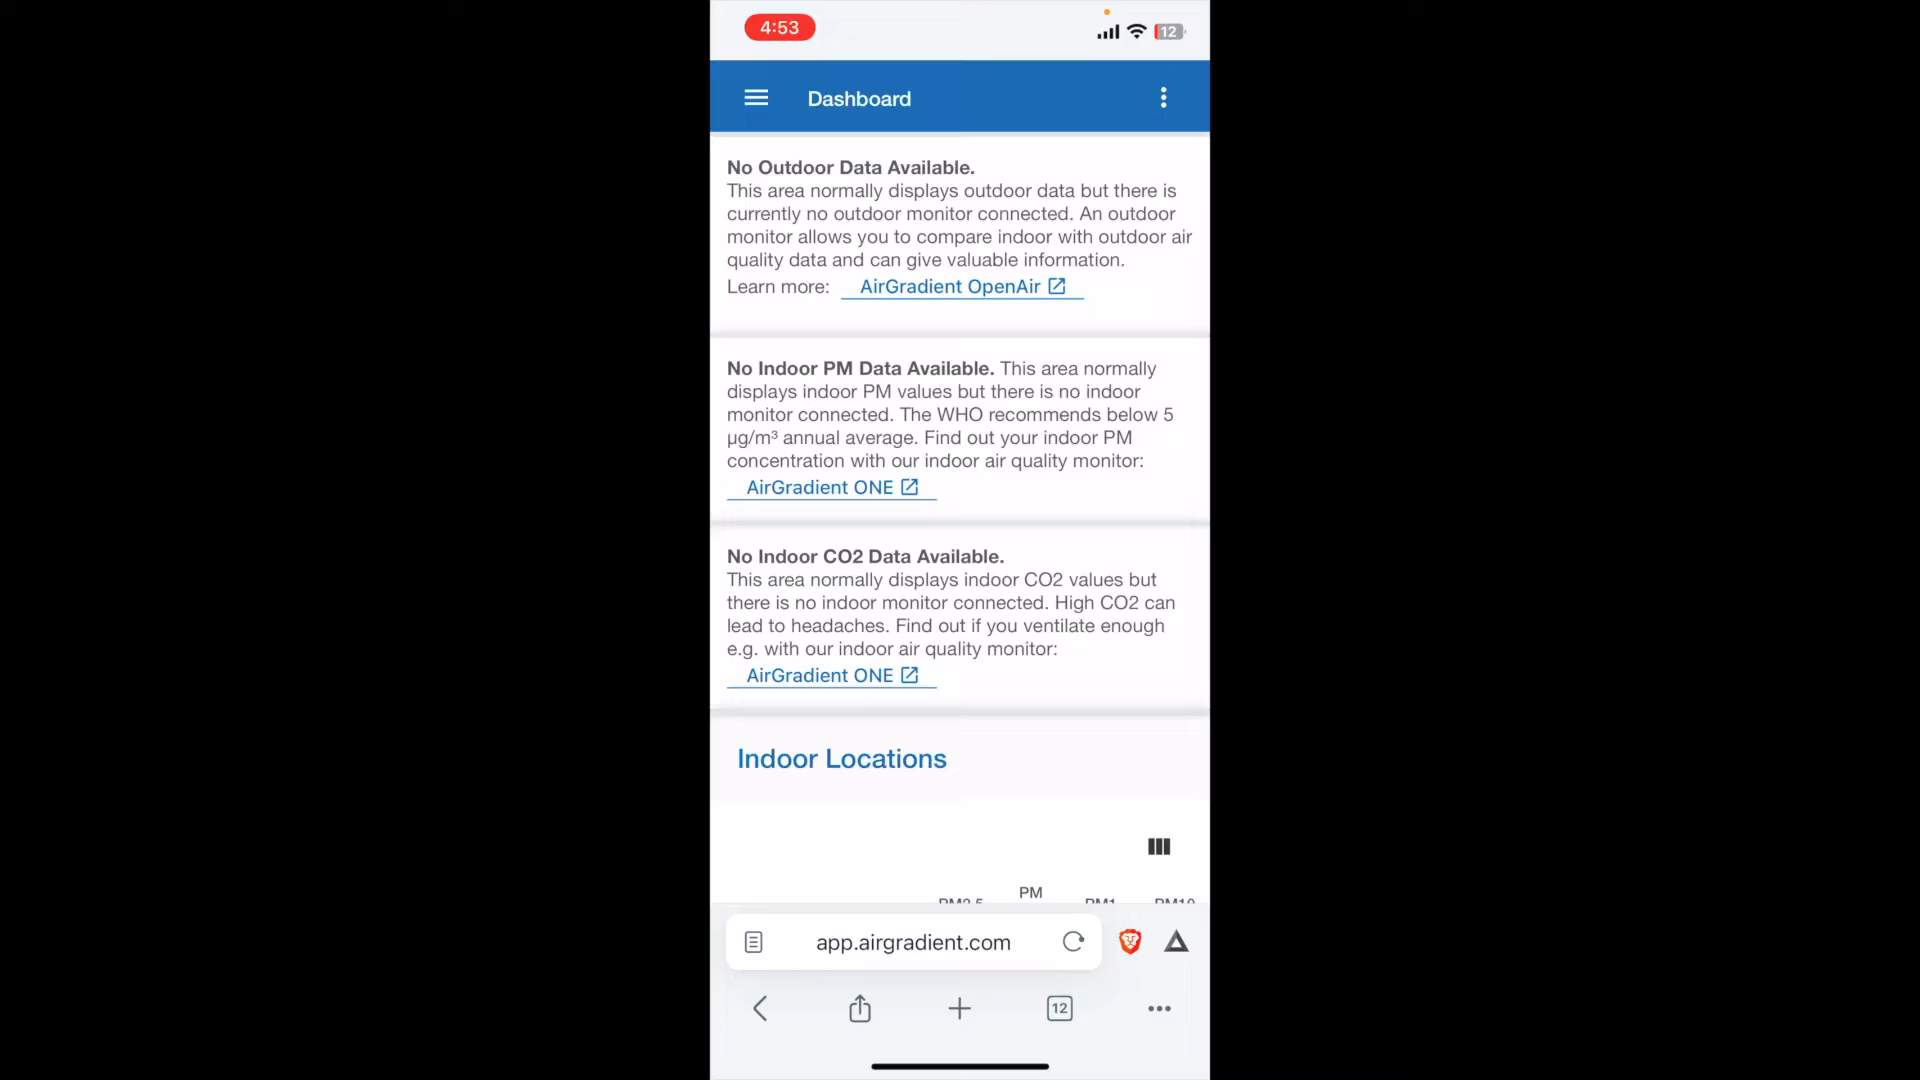 4:53
12
Dashboard
No Outdoor Data Available.
This area normally displays outdoor data but there is
currently no outdoor monitor connected. An outdoor
monitor allows you to compare indoor with outdoor air
quality data and can give valuable information.
Learn more: AirGradient OpenAir
No Indoor PM Data Available. This area normally
displays indoor PM values but there is no indoor
monitor connected. The WHO recommends below 5
μg/m³ annual average. Find out your indoor PM
concentration with our indoor air quality monitor:
AirGradient ONE
No Indoor CO2 Data Available.
This area normally displays indoor CO2 values but
there is no indoor monitor connected. High CO2 can
lead to headaches. Find out if you ventilate enough
e.g. with our indoor air quality monitor:
AirGradient ONE
Indoor Locations
PM
PM2.5 PM1 PM10
app.airgradient.com
12